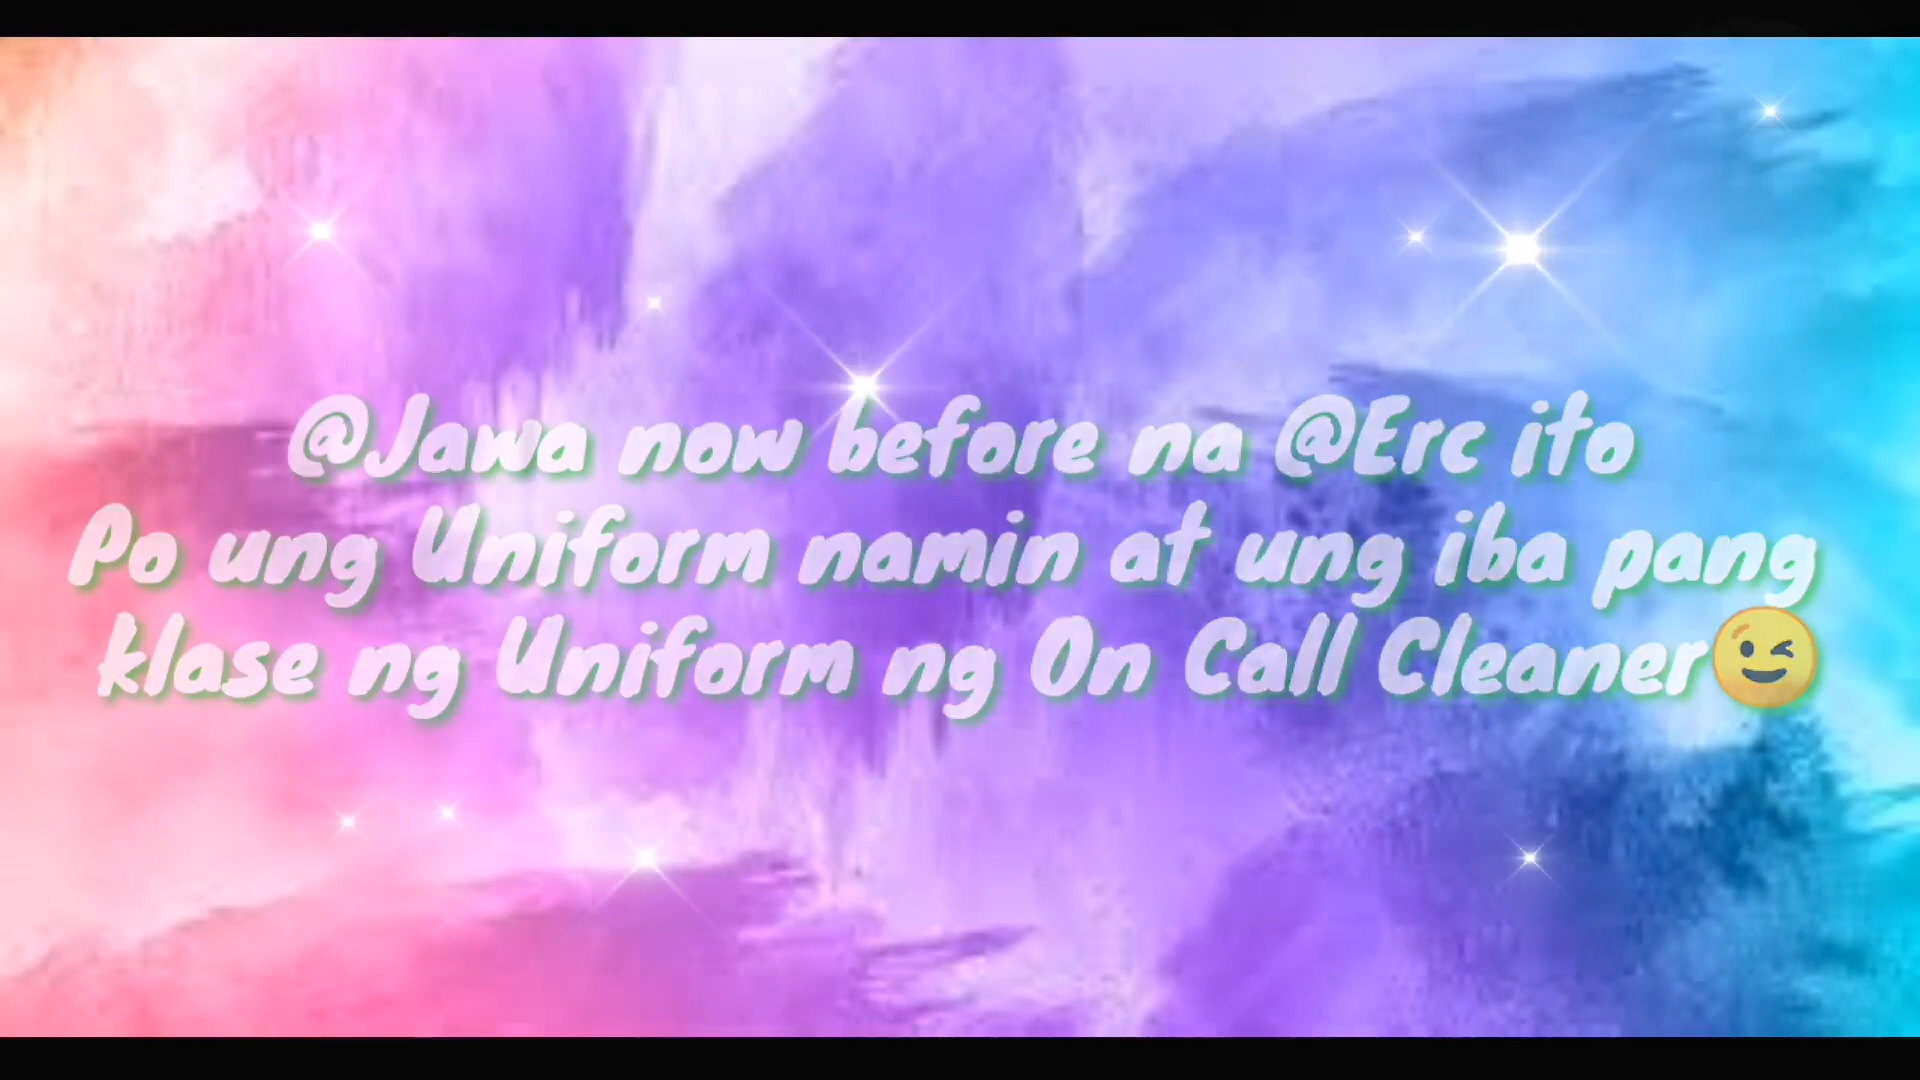 @Jawa now before na @Erc ito
Po ung Uniform namin at ung iba pang
klase ng Uniform ng On Call Cleaner😉